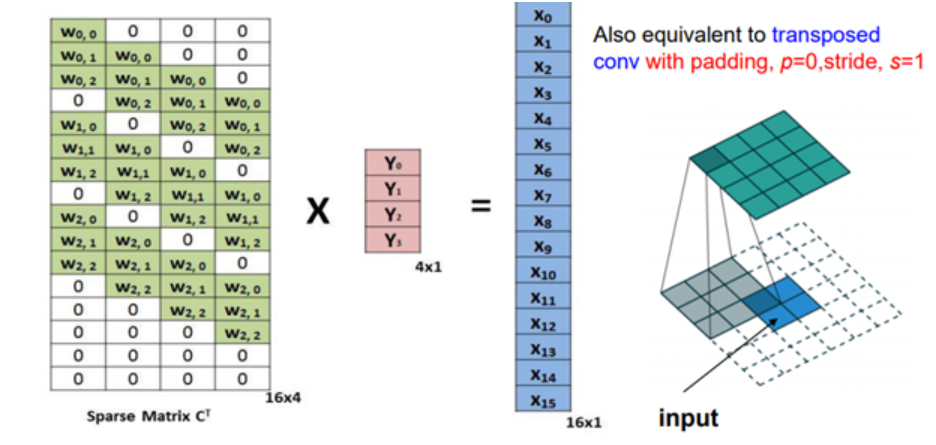 W0,0 0 0 0
W0,1 W0,0 0 0
W0,2 W0,1 W0,0 0
0 W0,2 W0,1 W0,0
W1,0 0 W0,2 W0,1
W1,1 W1,0 0 W0,2
W1,2 W1,1 W1,0 0
0 W1,2 W1,1 W1,0
W2,0 0 W1,2 W1,1
W2,1 W2,0 0 W1,2
W2,2 W2,1 W2,0 0
0 W2,2 W2,1 W2,0
0 0 W2,2 W2,1
0 0 0 W2,2
0 0 0 0
0 0 0 0
16x4
Sparse Matrix Cᵀ
X
Y₀
Y₁
Y₂
Y₃
4x1
=
X0
X1
X2
X3
X4
X5
X6
X7
X8
X9
X10
X11
X12
X13
X14
X15
16x1
Also equivalent to transposed
conv with padding, p=0,stride, s=1
input